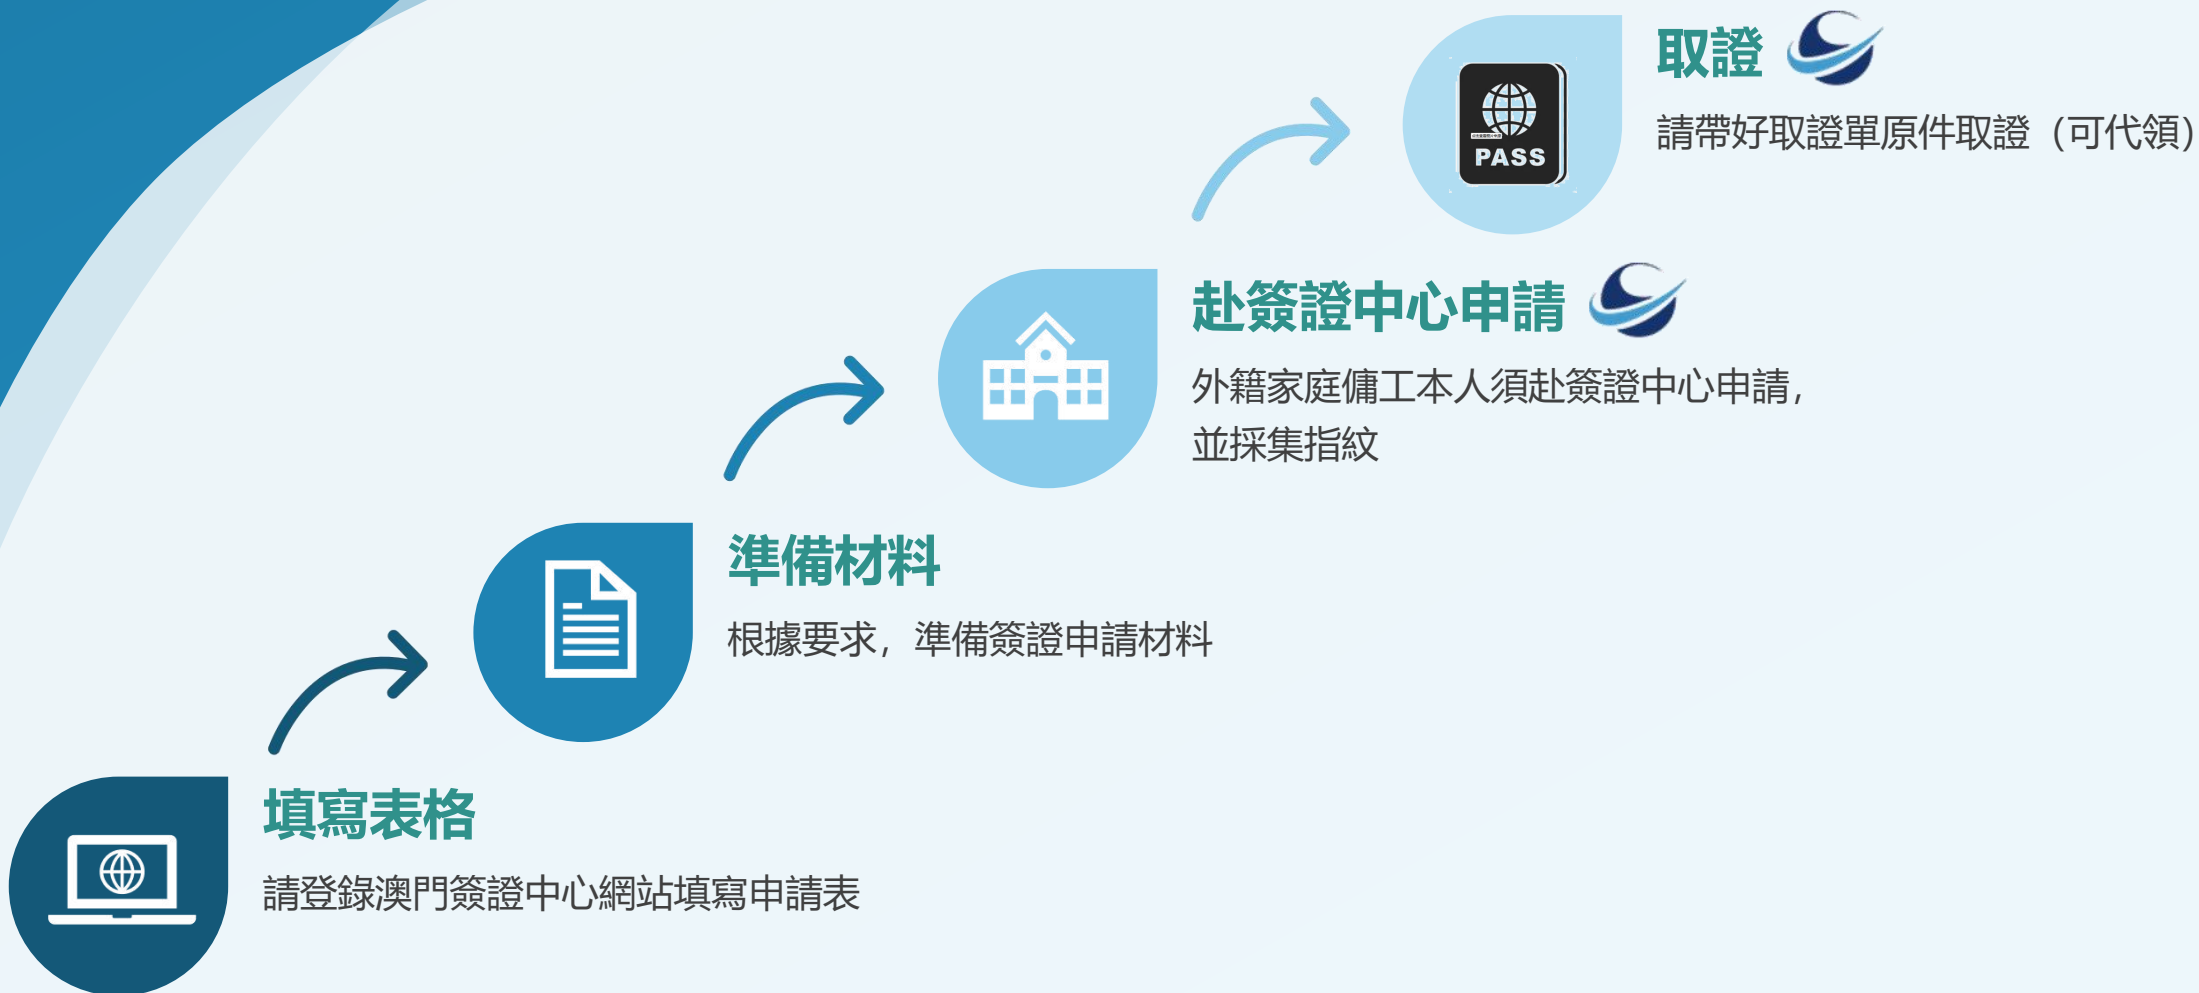 取證
請帶好取證單原件取證（可代領）
PASS
赴簽證中心申請
外籍家庭傭工本人須赴簽證中心申請，
並採集指紋
準備材料
根據要求，準備簽證申請材料
填寫表格
請登錄澳門簽證中心網站填寫申請表